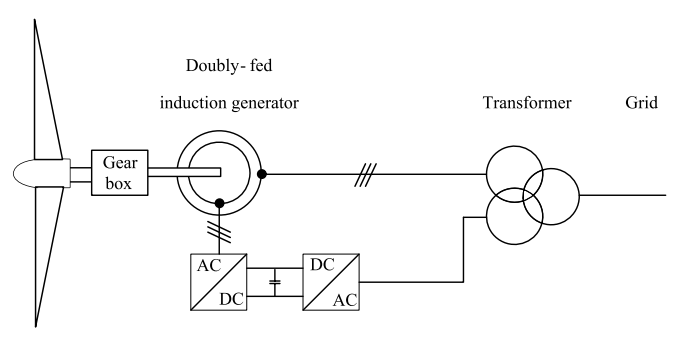 Doubly- fed
induction generator
Transformer
Grid
Gear
box
AC
DC
DC
AC